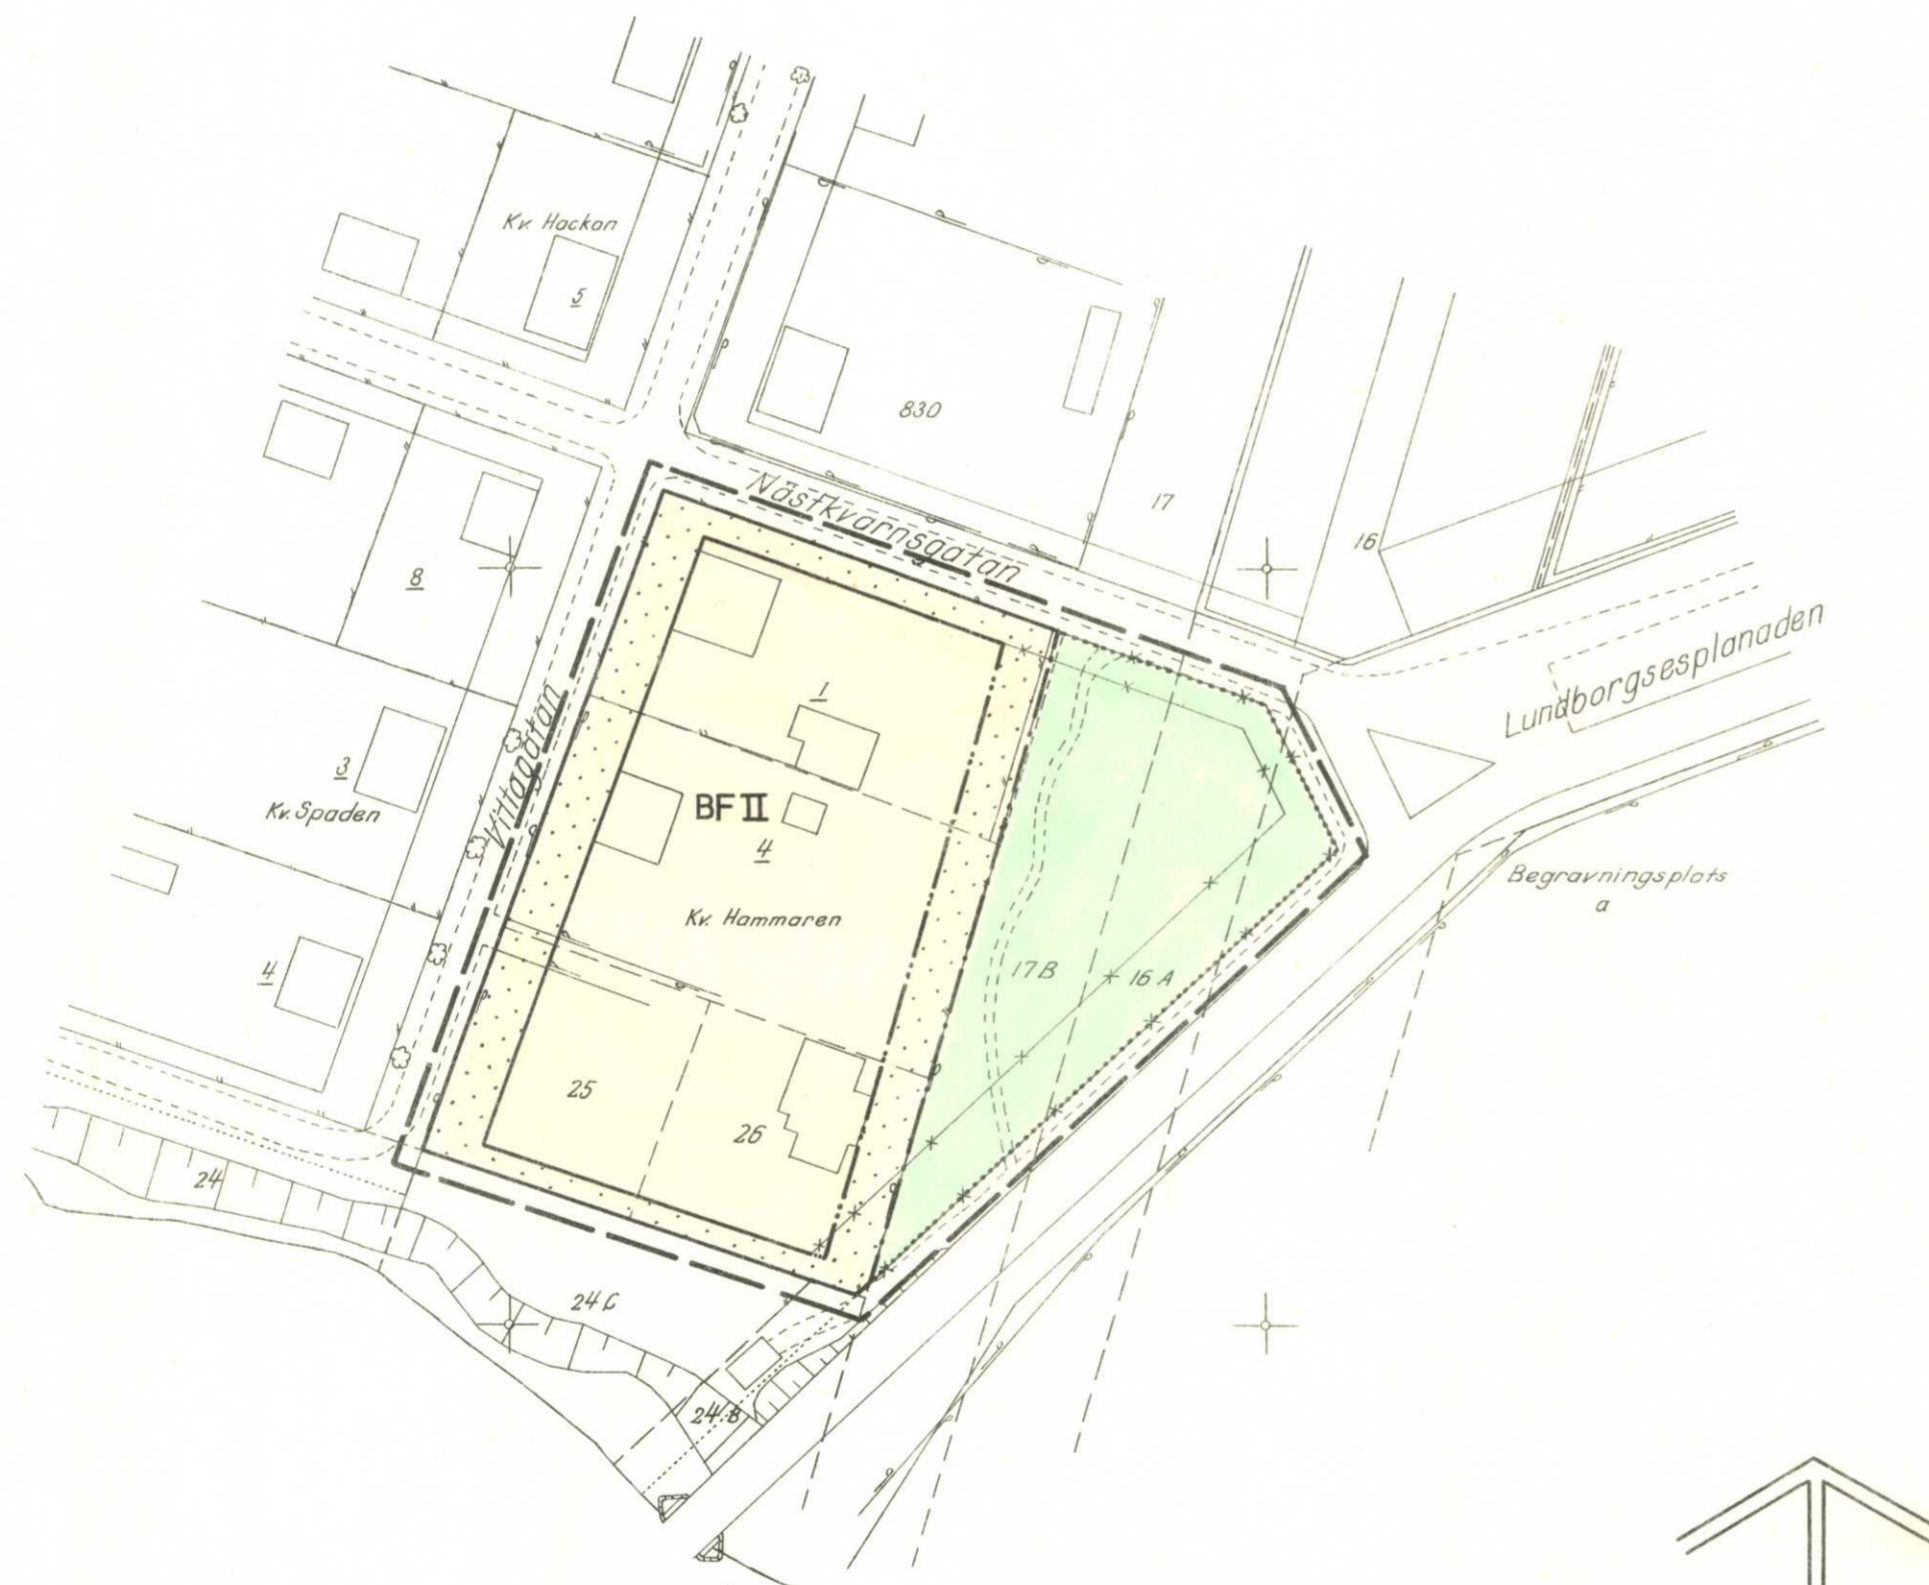 Kv. Hackan
5
830
17
16
Nästkvarnsgatan
8
Lundborgsesplanaden
Villagatan
1
3
Kv. Spaden
BF II
4
Begravningsplats
a
Kv. Hammaren
4
17B
16 A
25
26
24
24 C
24 B